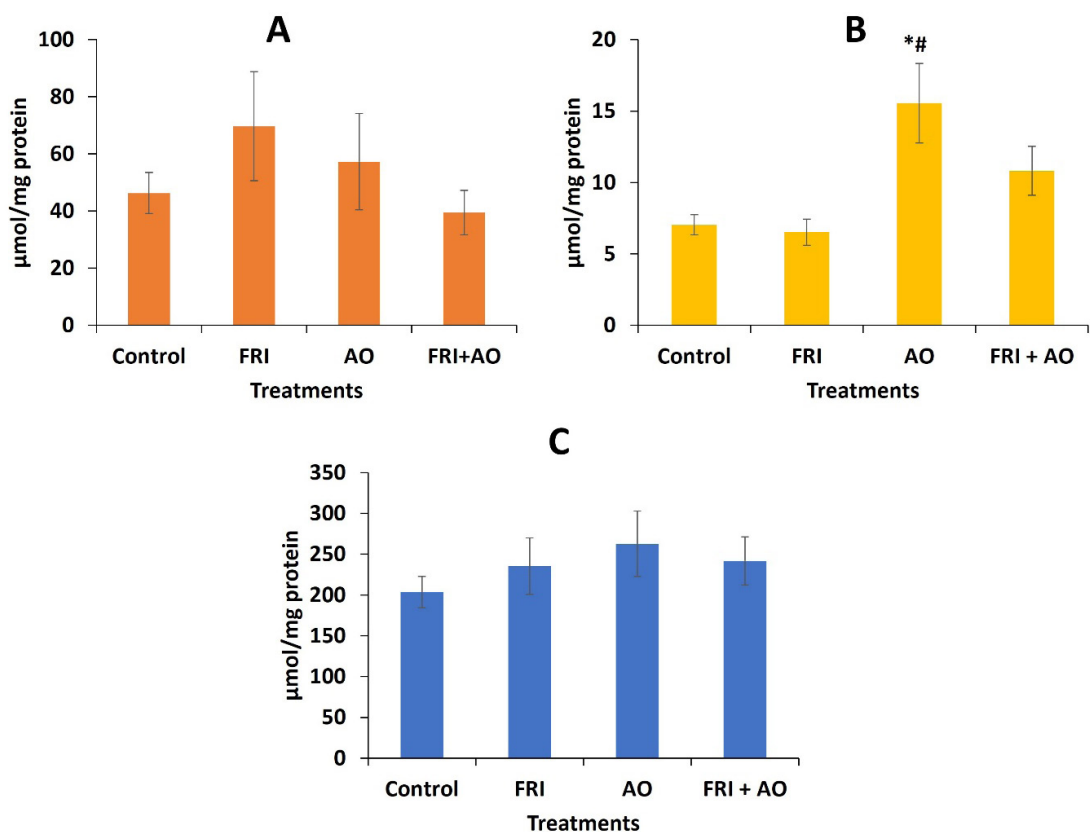 A
100
80
60
40
20
0
µmol/mg protein
Control FRI AO FRI+AO
Treatments
B
*#
20
15
10
5
0
µmol/mg protein
Control FRI AO FRI + AO
Treatments
C
350
300
250
200
150
100
50
0
µmol/mg protein
Control FRI AO FRI + AO
Treatments